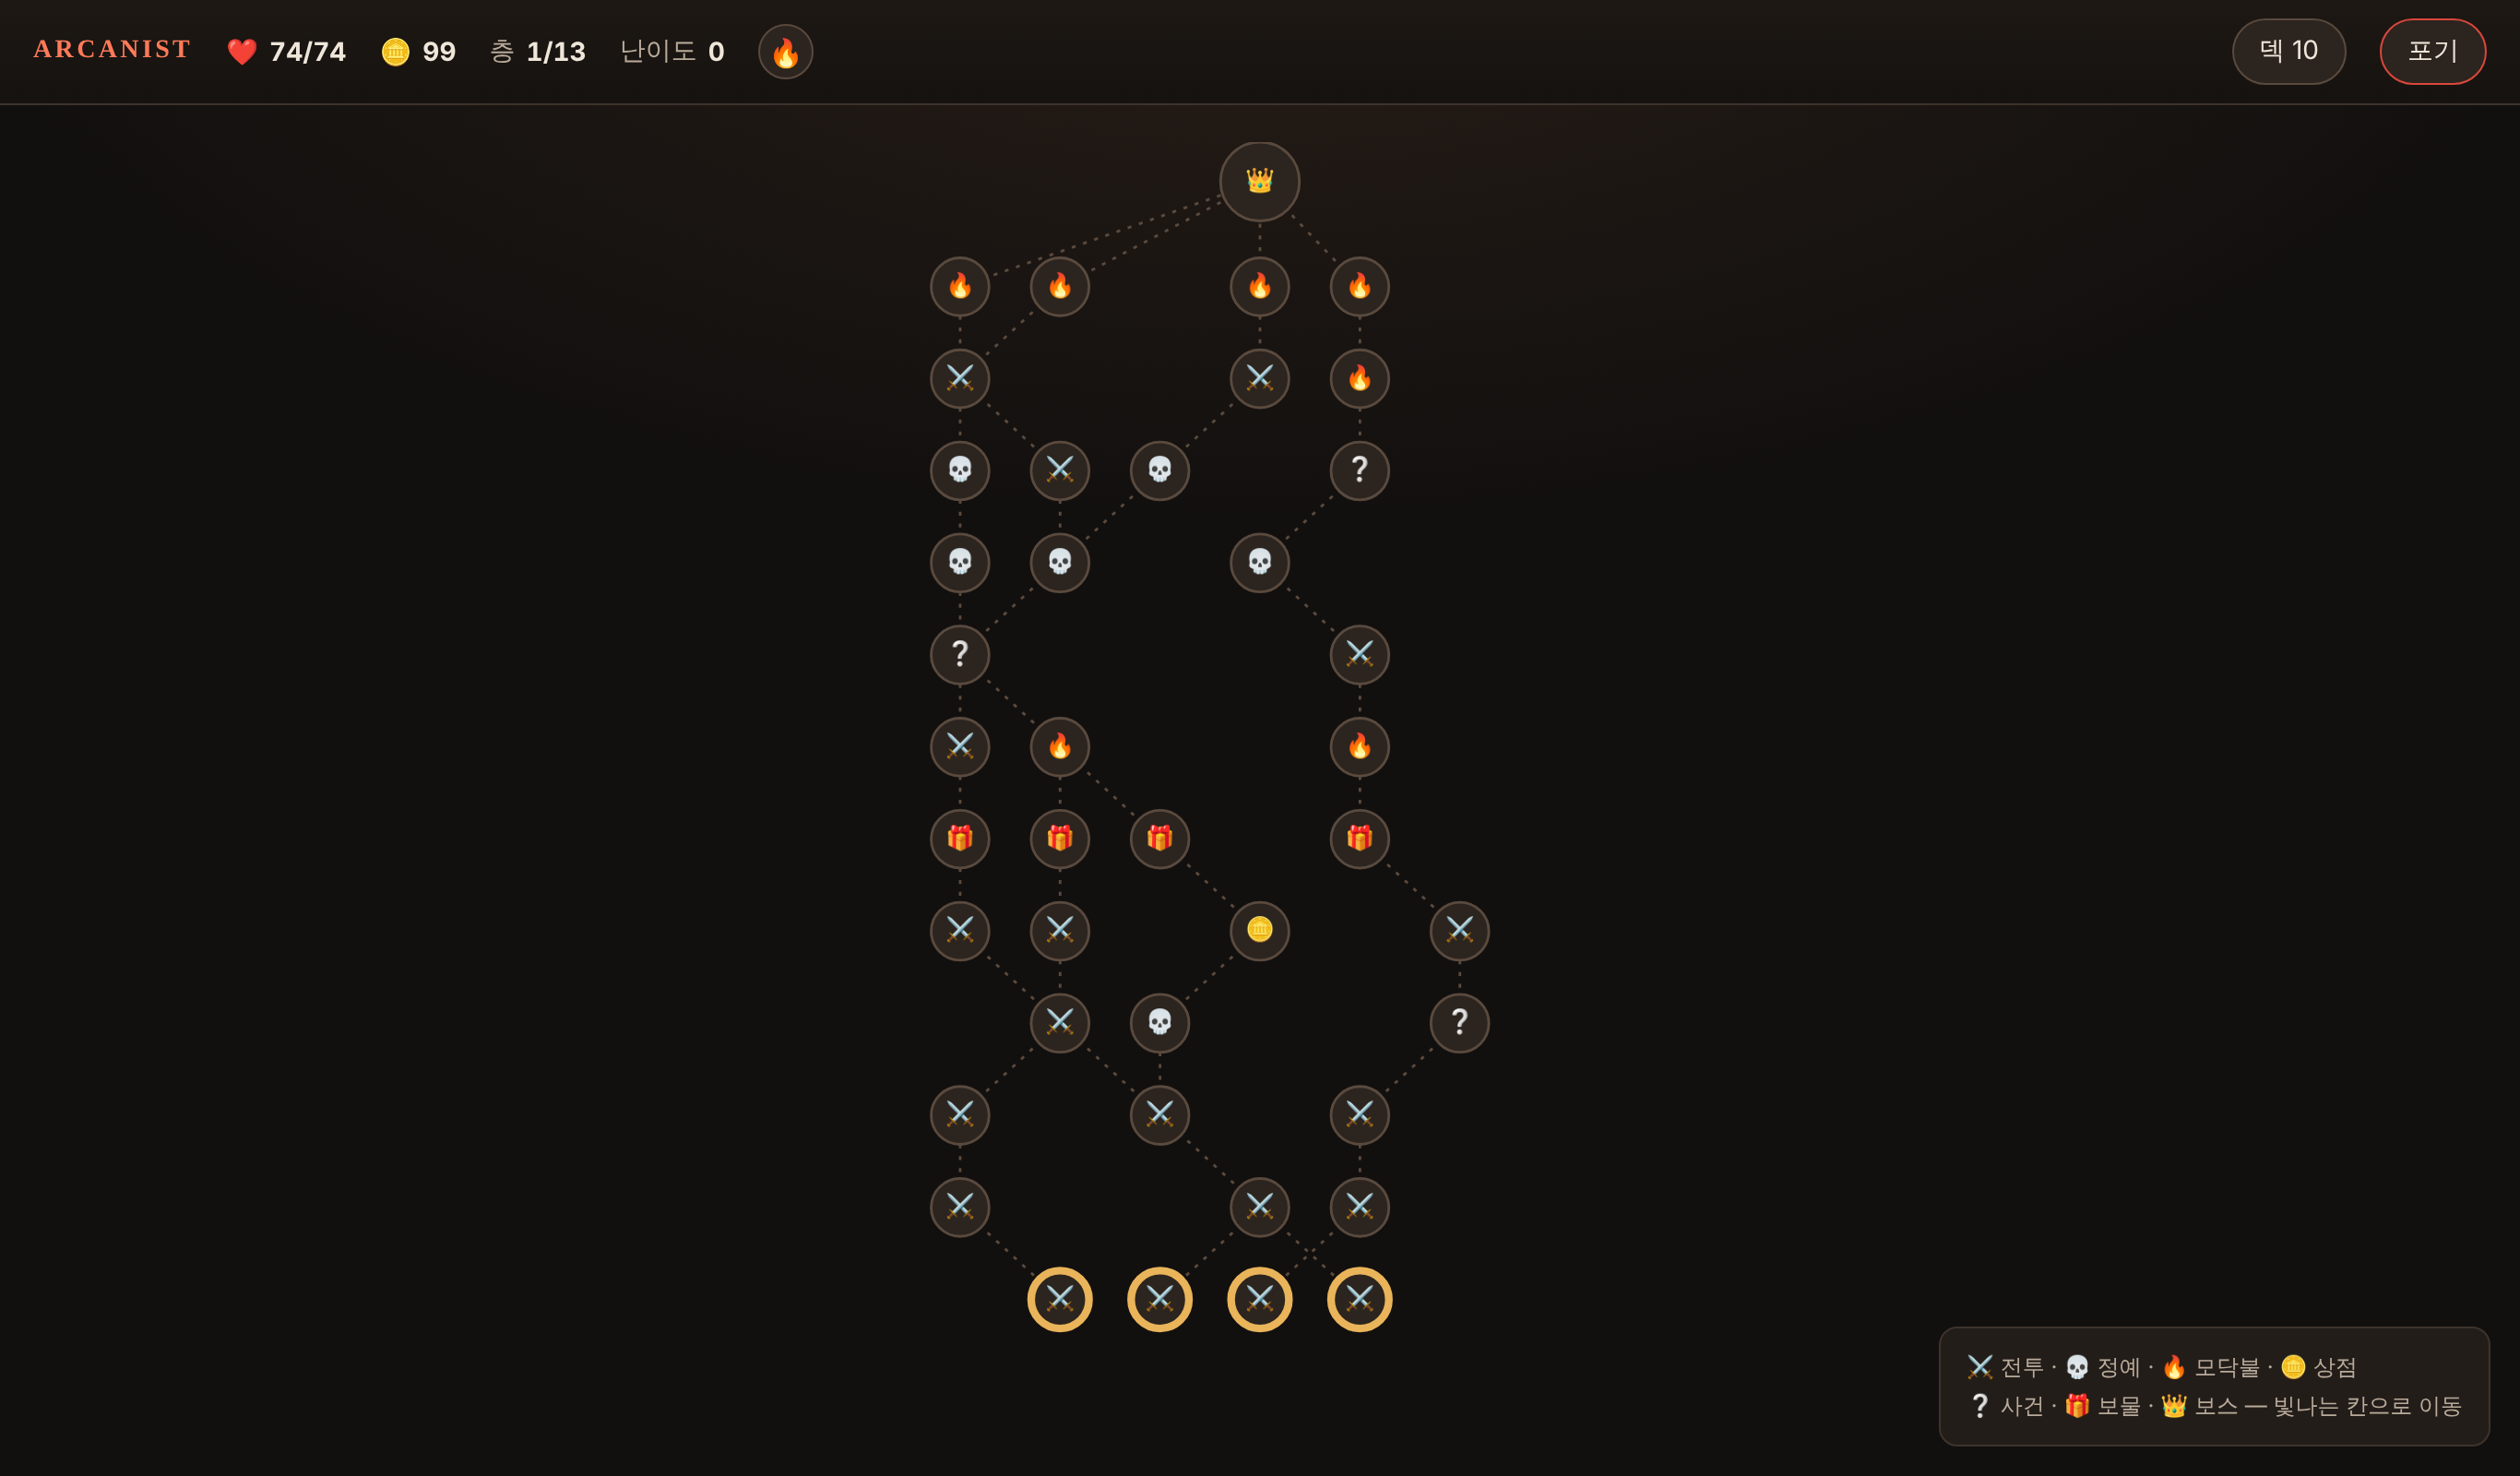 ARCANIST ❤️ 74/74 🪙 99 층 1/13 난이도 0 🔥 덱 10 포기
⚔️ 전투 · 💀 정예 · 🔥 모닥불 · 🪙 상점
❔ 사건 · 🎁 보물 · 👑 보스 — 빛나는 칸으로 이동